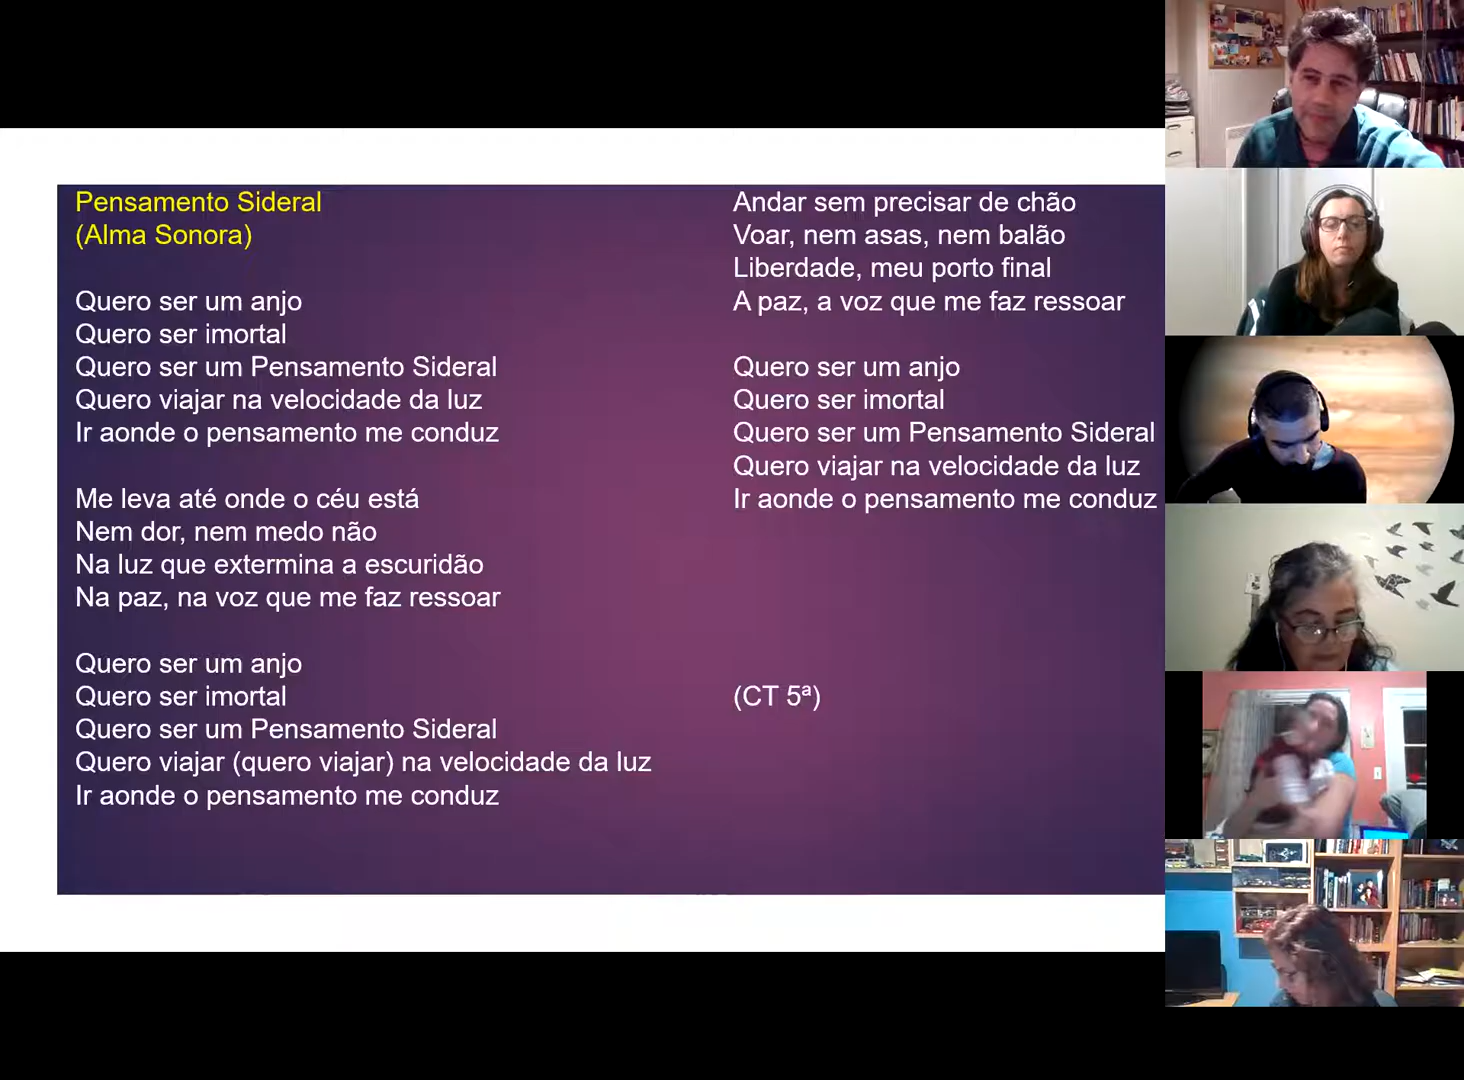 Pensamento Sideral
(Alma Sonora)
Quero ser um anjo
Quero ser imortal
Quero ser um Pensamento Sideral
Quero viajar na velocidade da luz
Ir aonde o pensamento me conduz
Me leva até onde o céu está
Nem dor, nem medo não
Na luz que extermina a escuridão
Na paz, na voz que me faz ressoar
Quero ser um anjo
Quero ser imortal
Quero ser um Pensamento Sideral
Quero viajar (quero viajar) na velocidade da luz
Ir aonde o pensamento me conduz
Andar sem precisar de chão
Voar, nem asas, nem balão
Liberdade, meu porto final
A paz, a voz que me faz ressoar
Quero ser um anjo
Quero ser imortal
Quero ser um Pensamento Sideral
Quero viajar na velocidade da luz
Ir aonde o pensamento me conduz
(CT 5ª)